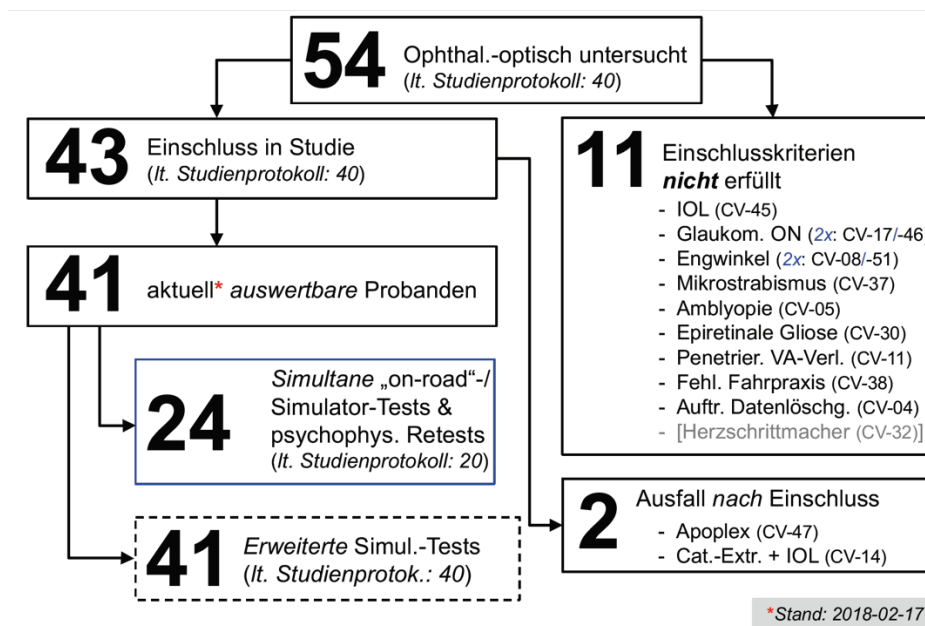 54 Ophthal.-optisch untersucht
(lt. Studienprotokoll: 40)
43 Einschluss in Studie
(lt. Studienprotokoll: 40)
41 aktuell* auswertbare Probanden
24 Simultane „on-road“-/
Simulator-Tests &
psychophys. Retests
(lt. Studienprotokoll: 20)
41 Erweiterte Simul.-Tests
(lt. Studienprotok.: 40)
11 Einschlusskriterien
nicht erfüllt
- IOL (CV-45)
- Glaukom. ON (2x: CV-17/-46)
- Engwinkel (2x: CV-08/-51)
- Mikrostrabismus (CV-37)
- Amblyopie (CV-05)
- Epiretinale Gliose (CV-30)
- Penetrier. VA-Verl. (CV-11)
- Fehl. Fahrpraxis (CV-38)
- Auftr. Datenlöschg. (CV-04)
- [Herzschrittmacher (CV-32)]
2 Ausfall nach Einschluss
- Apoplex (CV-47)
- Cat.-Extr. + IOL (CV-14)
*Stand: 2018-02-17